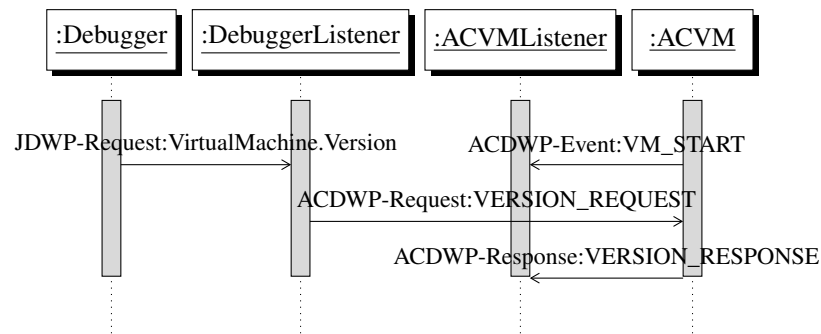 :Debugger
:DebuggerListener
:ACVMListener
:ACVM
JDWP-Request:VirtualMachine.Version
ACDWP-Event:VM_START
ACDWP-Request:VERSION_REQUEST
ACDWP-Response:VERSION_RESPONSE